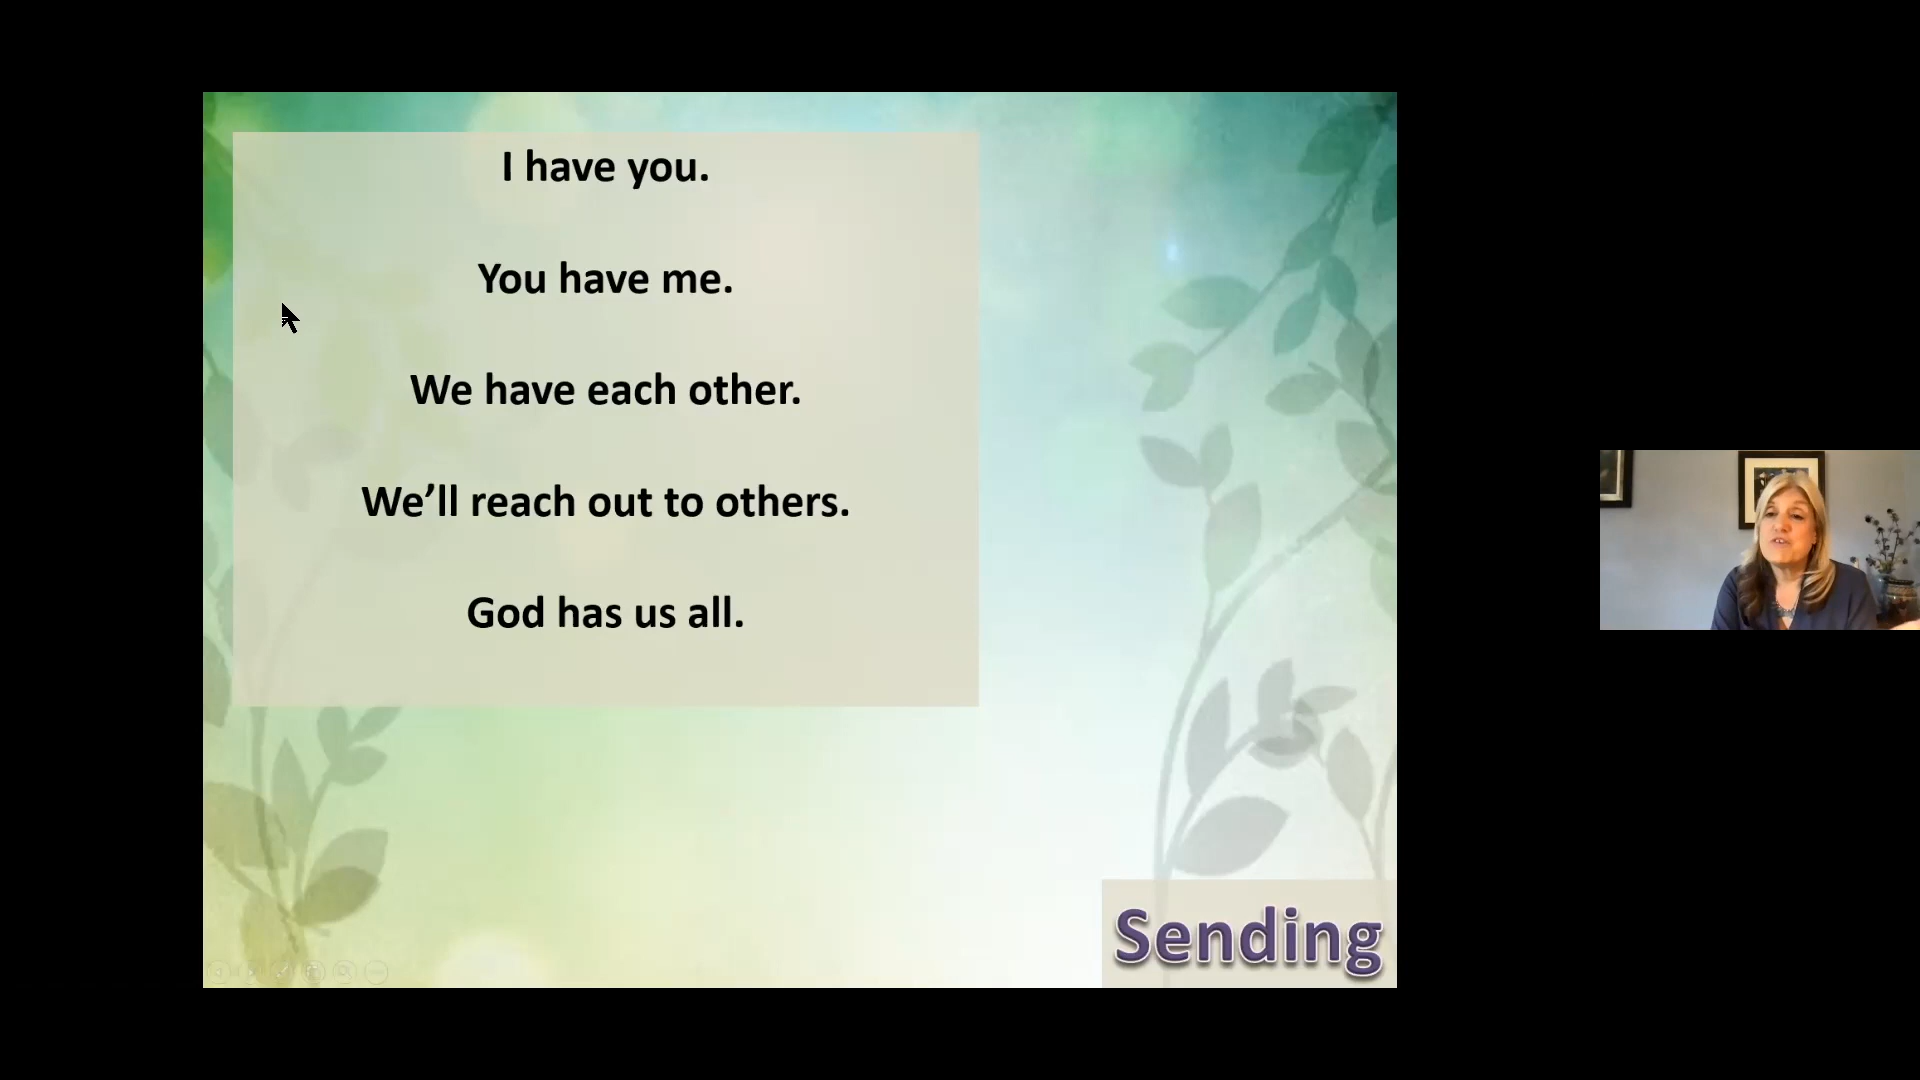 I have you.
You have me.
We have each other.
We’ll reach out to others.
God has us all.
Sending